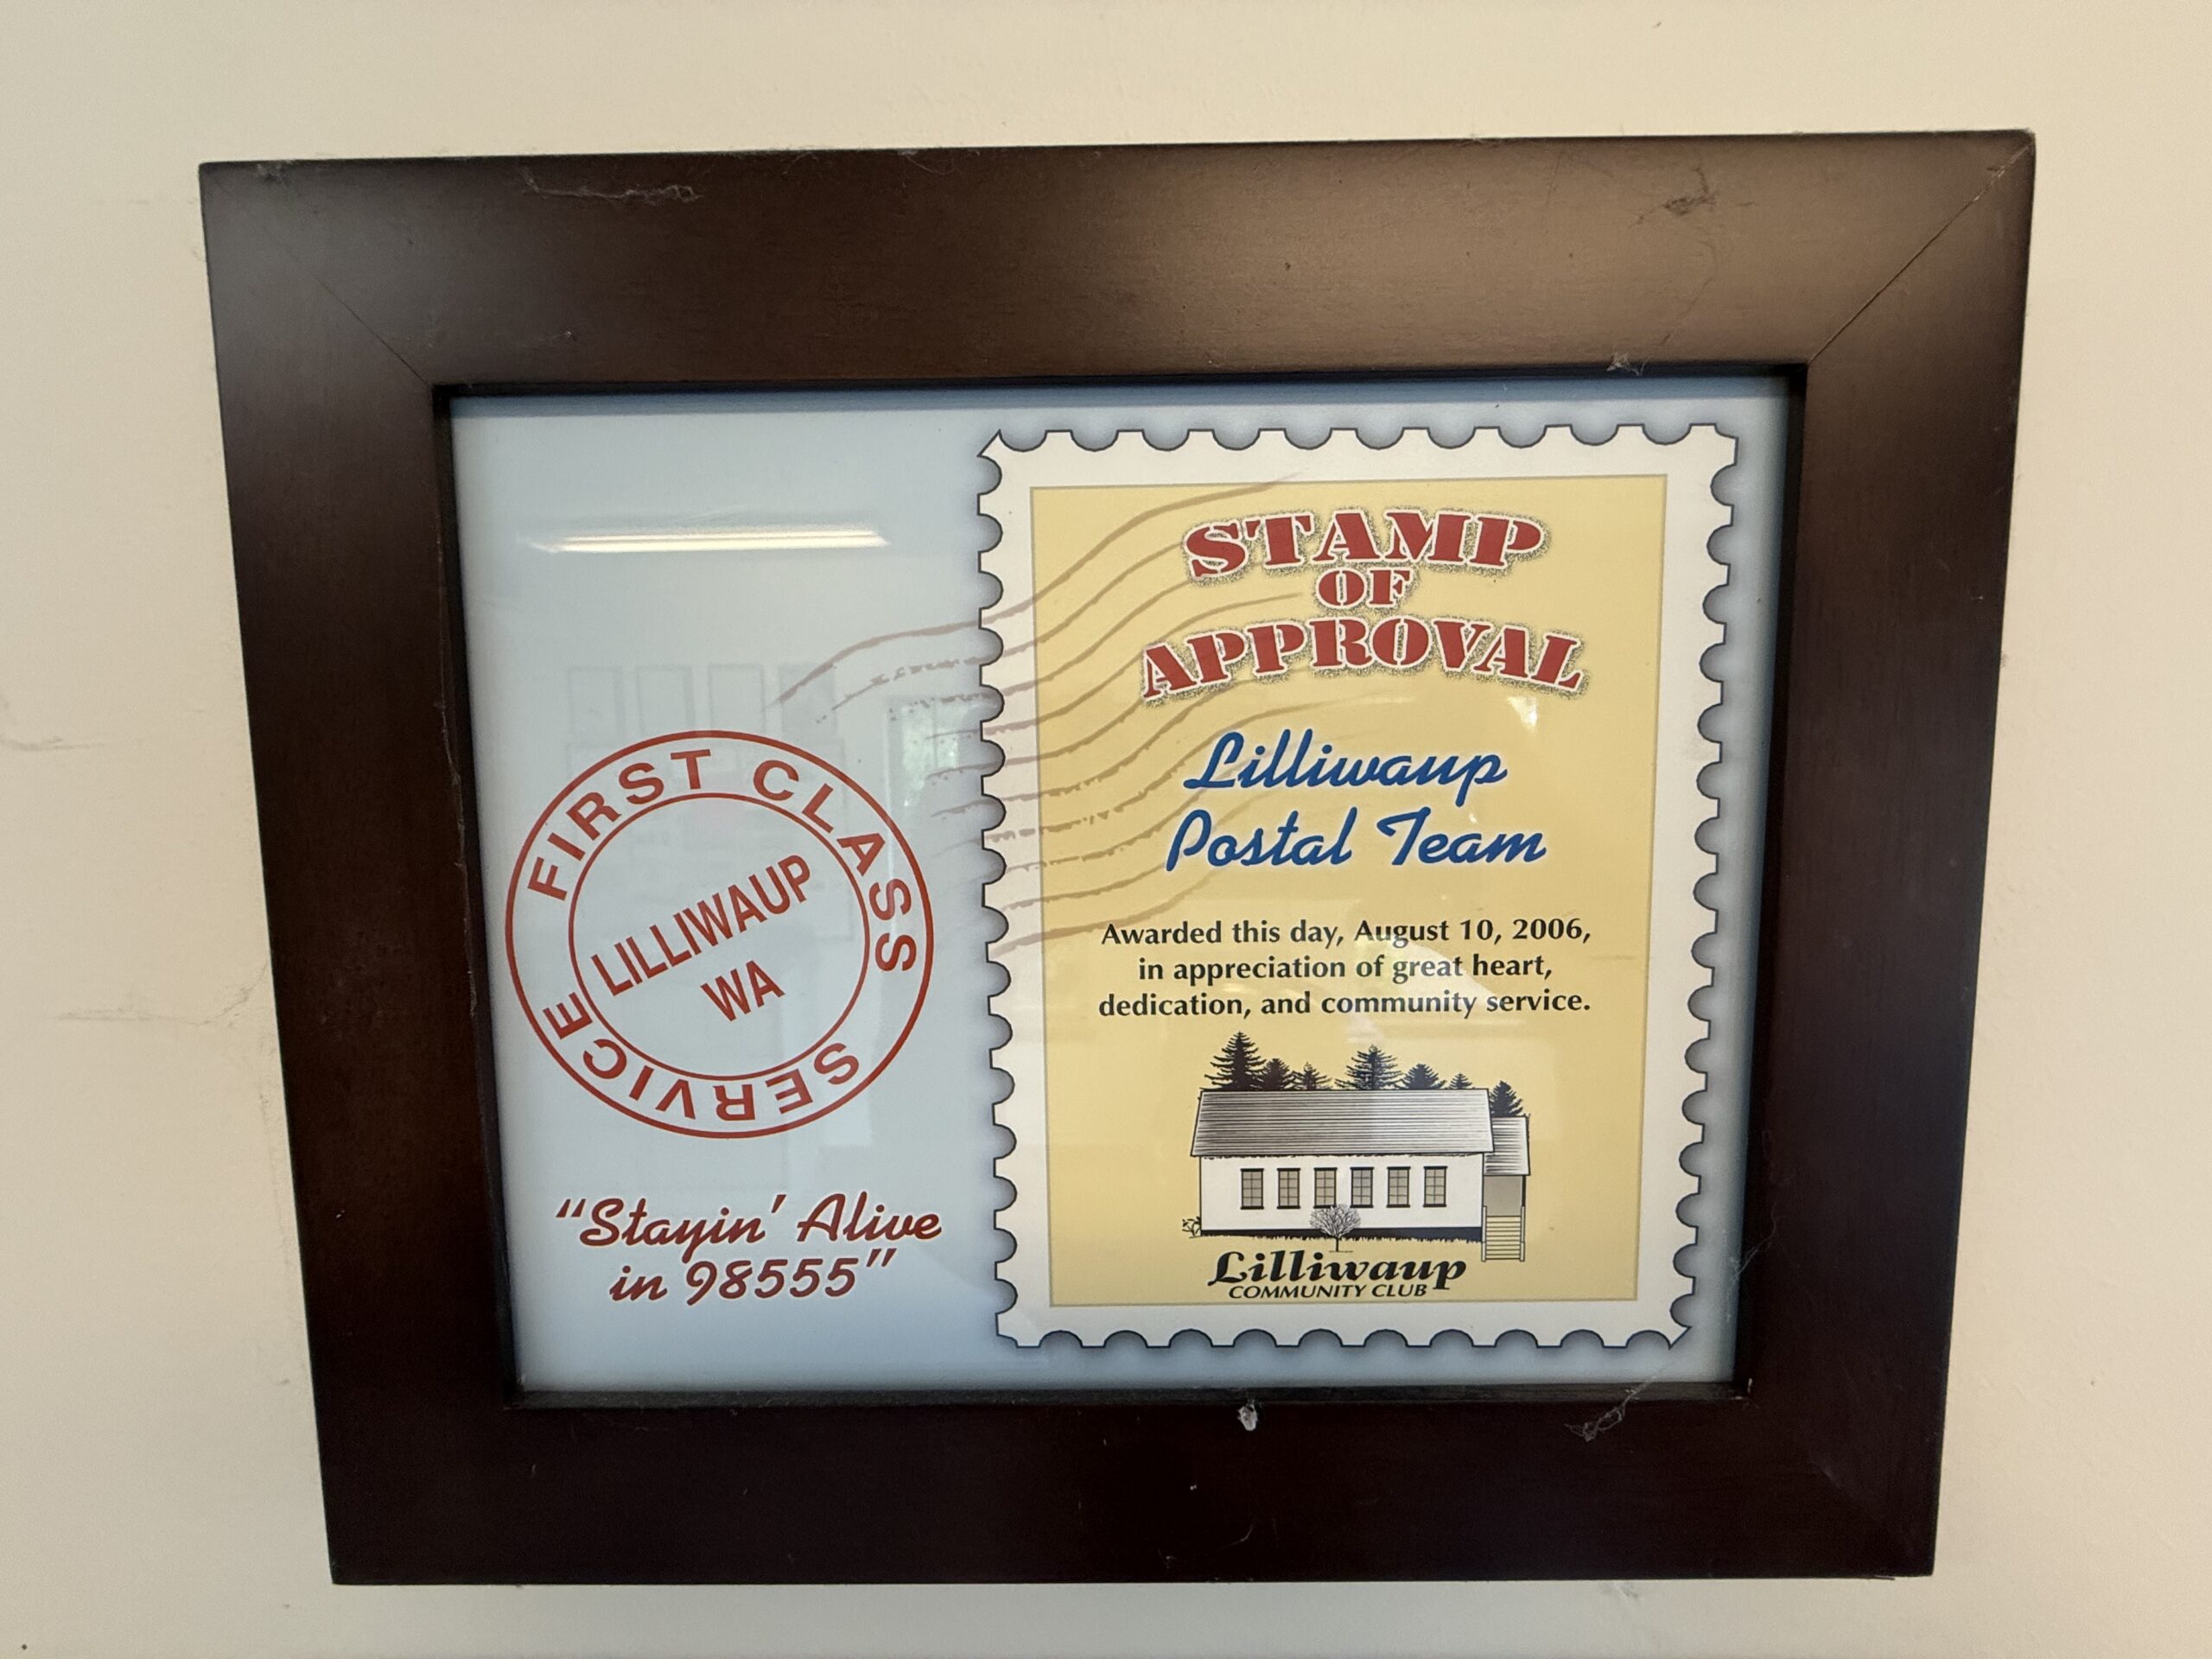 FIRST CLASS
LILLIWAUP
WA
SERVICE
"Stayin' Alive
in 98555"
STAMP
OF
APPROVAL
Lilliwaup
Postal Team
Awarded this day, August 10, 2006,
in appreciation of great heart,
dedication, and community service.
Lilliwaup
COMMUNITY CLUB